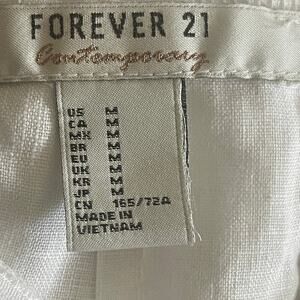 FOREVER 21
Contemporary
US M
CA M
MX M
BR M
EU M
UK M
KR M
JP M
CN 165/72A
MADE IN
VIETNAM